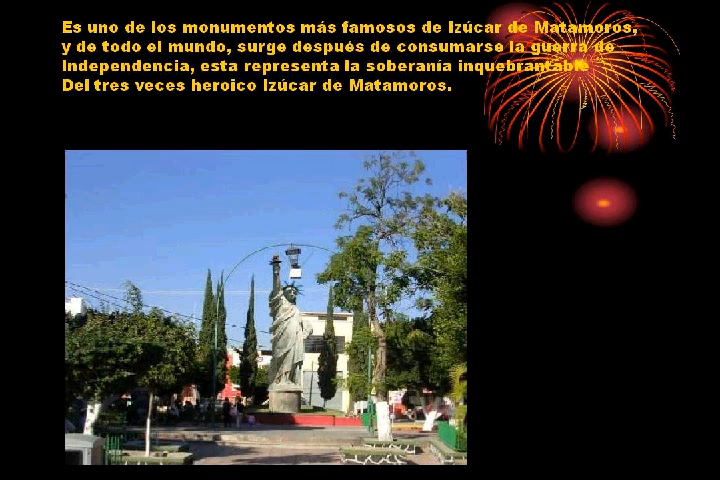 Es uno de los monumentos más famosos de Izúcar de Matamoros,
y de todo el mundo, surge después de consumarse la guerra de
Independencia, esta representa la soberanía inquebrantable
Del tres veces heroico Izúcar de Matamoros.